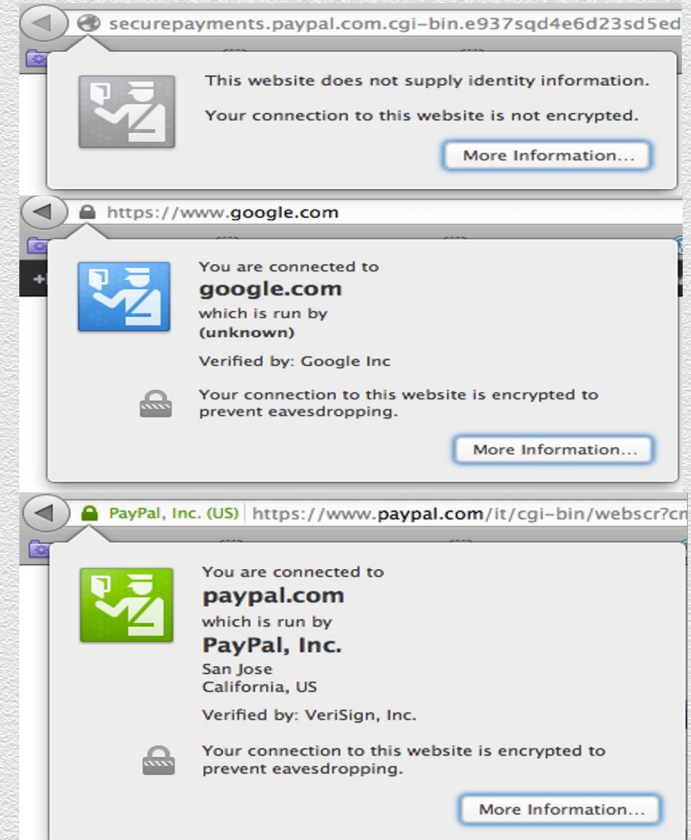 securepayments.paypal.com.cgi-bin.e937sqd4e6d23sd5ed
This website does not supply identity information.
Your connection to this website is not encrypted.
More Information...
https://www.google.com
You are connected to
google.com
which is run by
(unknown)
Verified by: Google Inc
Your connection to this website is encrypted to
prevent eavesdropping.
More Information...
PayPal, Inc. (US) https://www.paypal.com/it/cgi-bin/webscr?cm
You are connected to
paypal.com
which is run by
PayPal, Inc.
San Jose
California, US
Verified by: VeriSign, Inc.
Your connection to this website is encrypted to
prevent eavesdropping.
More Information...